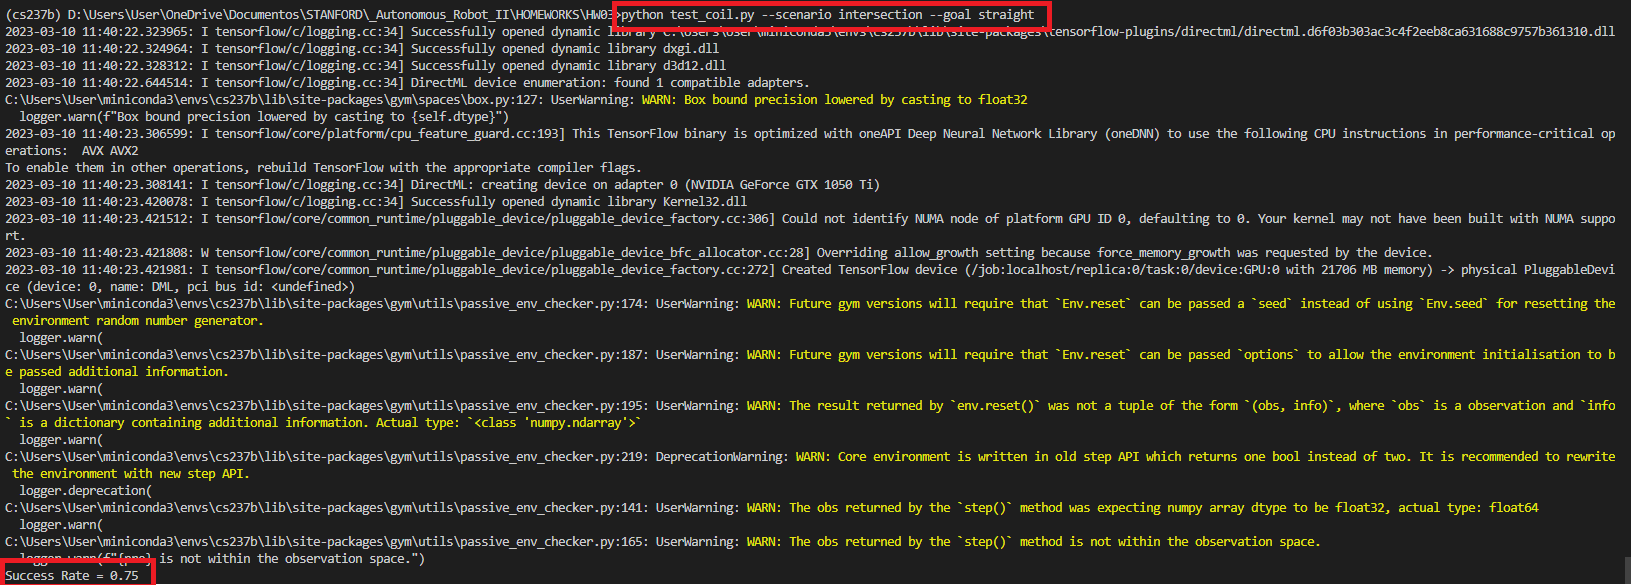 (cs237b) D:\Users\User\OneDrive\Documentos\STANFORD\_Autonomous_Robot_II\HOMEWORKS\HW03>python test_coil.py --scenario intersection --goal straight
2023-03-10 11:40:22.323965: I tensorflow/c/logging.cc:34] Successfully opened dynamic library C:\Users\User\miniconda3\envs\cs237b\lib\site-packages\tensorflow-plugins/directml/directml.d6f03b303ac3c4f2eeb8ca631688c9757b361310.dll
2023-03-10 11:40:22.324964: I tensorflow/c/logging.cc:34] Successfully opened dynamic library dxgi.dll
2023-03-10 11:40:22.328312: I tensorflow/c/logging.cc:34] Successfully opened dynamic library d3d12.dll
2023-03-10 11:40:22.644514: I tensorflow/c/logging.cc:34] DirectML device enumeration: found 1 compatible adapters.
C:\Users\User\miniconda3\envs\cs237b\lib\site-packages\gym\spaces\box.py:127: UserWarning: WARN: Box bound precision lowered by casting to float32
  logger.warn(f"Box bound precision lowered by casting to {self.dtype}")
2023-03-10 11:40:23.306599: I tensorflow/core/platform/cpu_feature_guard.cc:193] This TensorFlow binary is optimized with oneAPI Deep Neural Network Library (oneDNN) to use the following CPU instructions in performance-critical op
erations:  AVX AVX2
To enable them in other operations, rebuild TensorFlow with the appropriate compiler flags.
2023-03-10 11:40:23.308141: I tensorflow/c/logging.cc:34] DirectML: creating device on adapter 0 (NVIDIA GeForce GTX 1050 Ti)
2023-03-10 11:40:23.420078: I tensorflow/c/logging.cc:34] Successfully opened dynamic library Kernel32.dll
2023-03-10 11:40:23.421512: I tensorflow/core/common_runtime/pluggable_device/pluggable_device_factory.cc:306] Could not identify NUMA node of platform GPU ID 0, defaulting to 0. Your kernel may not have been built with NUMA suppo
rt.
2023-03-10 11:40:23.421808: W tensorflow/core/common_runtime/pluggable_device/pluggable_device_bfc_allocator.cc:28] Overriding allow_growth setting because force_memory_growth was requested by the device.
2023-03-10 11:40:23.421981: I tensorflow/core/common_runtime/pluggable_device/pluggable_device_factory.cc:272] Created TensorFlow device (/job:localhost/replica:0/task:0/device:GPU:0 with 21706 MB memory) -> physical PluggableDevi
ce (device: 0, name: DML, pci bus id: <undefined>)
C:\Users\User\miniconda3\envs\cs237b\lib\site-packages\gym\utils\passive_env_checker.py:174: UserWarning: WARN: Future gym versions will require that `Env.reset` can be passed a `seed` instead of using `Env.seed` for resetting the
 environment random number generator.
  logger.warn(
C:\Users\User\miniconda3\envs\cs237b\lib\site-packages\gym\utils\passive_env_checker.py:187: UserWarning: WARN: Future gym versions will require that `Env.reset` can be passed `options` to allow the environment initialisation to b
e passed additional information.
  logger.warn(
C:\Users\User\miniconda3\envs\cs237b\lib\site-packages\gym\utils\passive_env_checker.py:195: UserWarning: WARN: The result returned by `env.reset()` was not a tuple of the form `(obs, info)`, where `obs` is a observation and `info
` is a dictionary containing additional information. Actual type: `<class 'numpy.ndarray'>`
  logger.warn(
C:\Users\User\miniconda3\envs\cs237b\lib\site-packages\gym\utils\passive_env_checker.py:219: DeprecationWarning: WARN: Core environment is written in old step API which returns one bool instead of two. It is recommended to rewrite
 the environment with new step API.
  logger.deprecation(
C:\Users\User\miniconda3\envs\cs237b\lib\site-packages\gym\utils\passive_env_checker.py:141: UserWarning: WARN: The obs returned by the `step()` method was expecting numpy array dtype to be float32, actual type: float64
  logger.warn(
C:\Users\User\miniconda3\envs\cs237b\lib\site-packages\gym\utils\passive_env_checker.py:165: UserWarning: WARN: The obs returned by the `step()` method is not within the observation space.
  logger.warn(f"{pre} is not within the observation space.")
Success Rate = 0.75